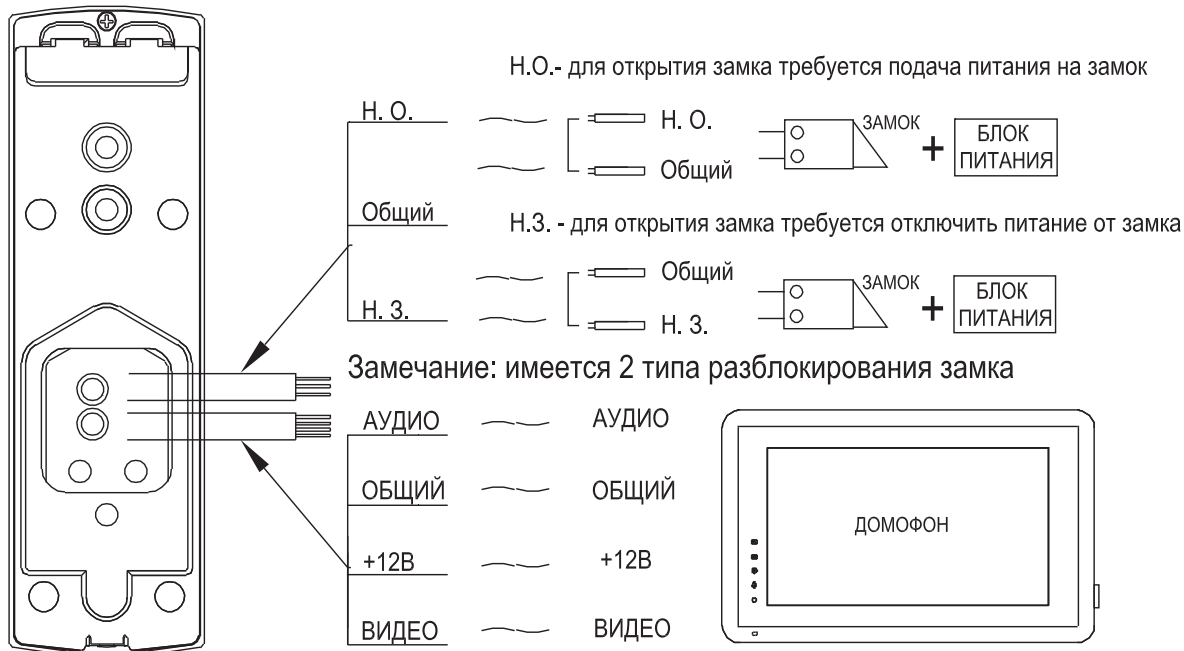 Н.О.- для открытия замка требуется подача питания на замок
Н. О.
Н. О.
ЗАМОК
БЛОК
ПИТАНИЯ
+
Общий
Общий
Н.З. - для открытия замка требуется отключить питание от замка
Общий
ЗАМОК
БЛОК
ПИТАНИЯ
+
Н. З.
Н. З.
Замечание: имеется 2 типа разблокирования замка
АУДИО
АУДИО
ОБЩИЙ
ОБЩИЙ
ДОМОФОН
+12В
+12В
ВИДЕО
ВИДЕО